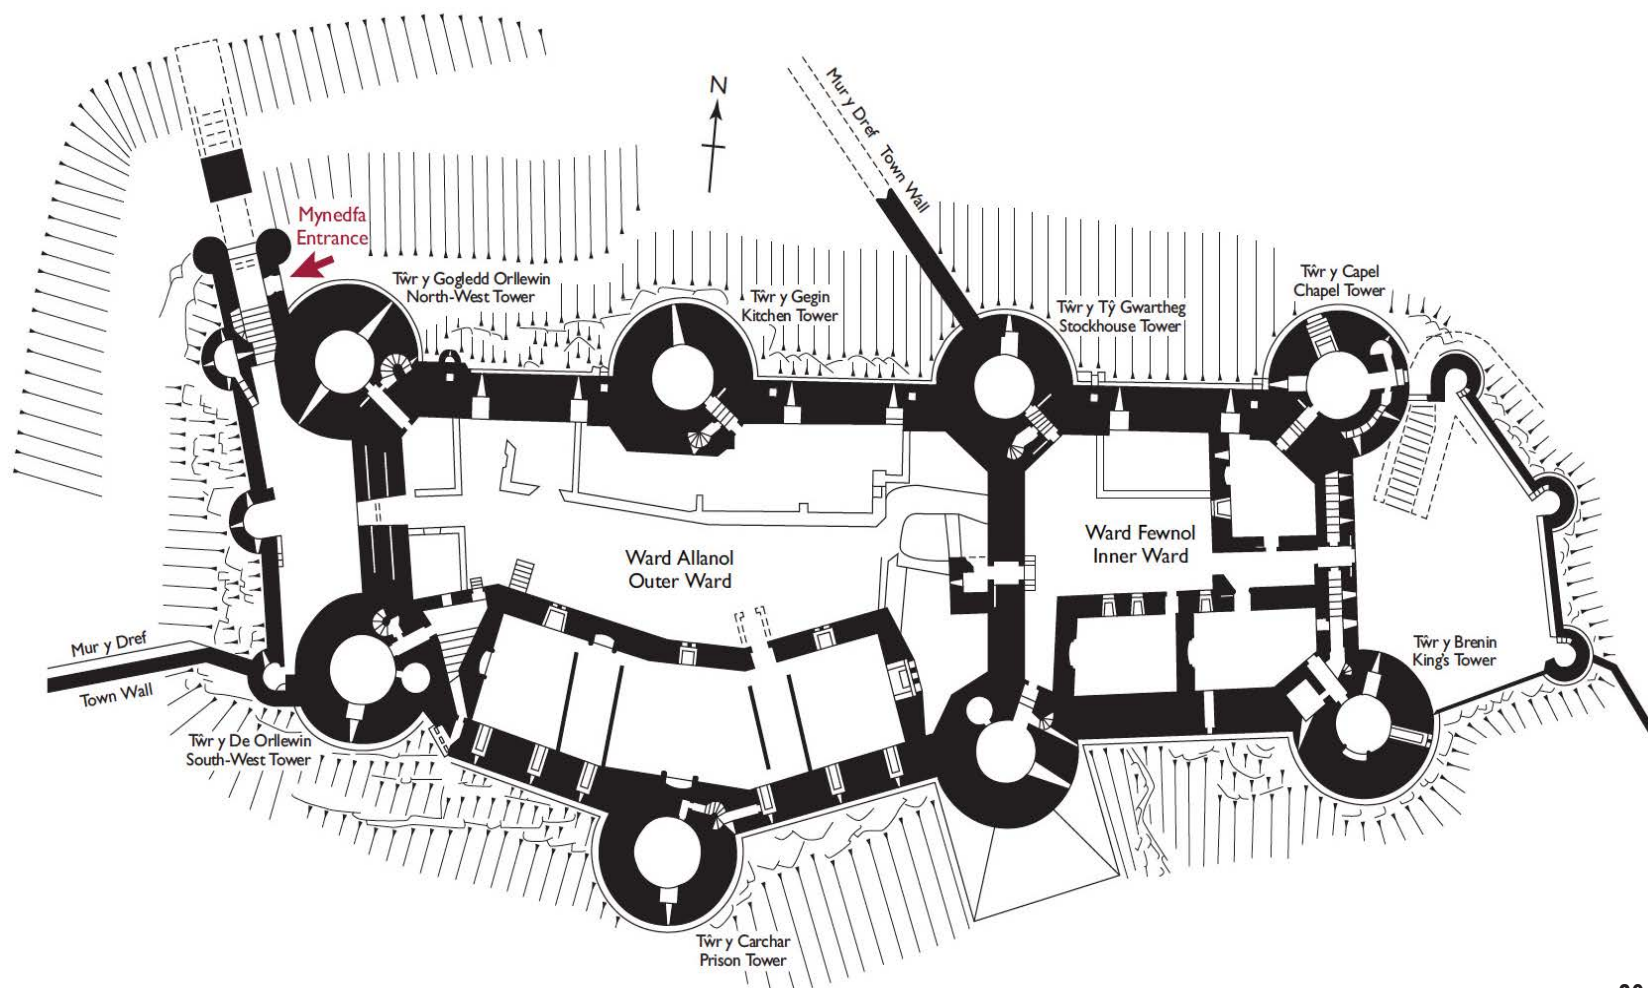 N
Mur y Dref
Town Wall
Mynedfa
Entrance
Tŵr y Gogledd Orllewin
North-West Tower
Tŵr y Gegin
Kitchen Tower
Tŵr y Tŷ Gwartheg
Stockhouse Tower
Tŵr y Capel
Chapel Tower
Ward Allanol
Outer Ward
Ward Fewnol
Inner Ward
Mur y Dref
Town Wall
Tŵr y Brenin
King's Tower
Tŵr y De Orllewin
South-West Tower
Tŵr y Carchar
Prison Tower